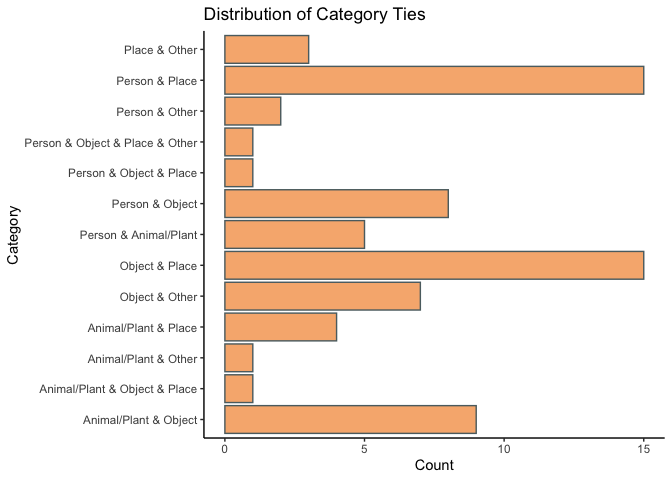 Distribution of Category Ties
Place & Other
Person & Place
Person & Other
Person & Object & Place & Other
Person & Object & Place
Person & Object
Person & Animal/Plant
Object & Place
Object & Other
Animal/Plant & Place
Animal/Plant & Other
Animal/Plant & Object & Place
Animal/Plant & Object
Category
0 5 10 15
Count